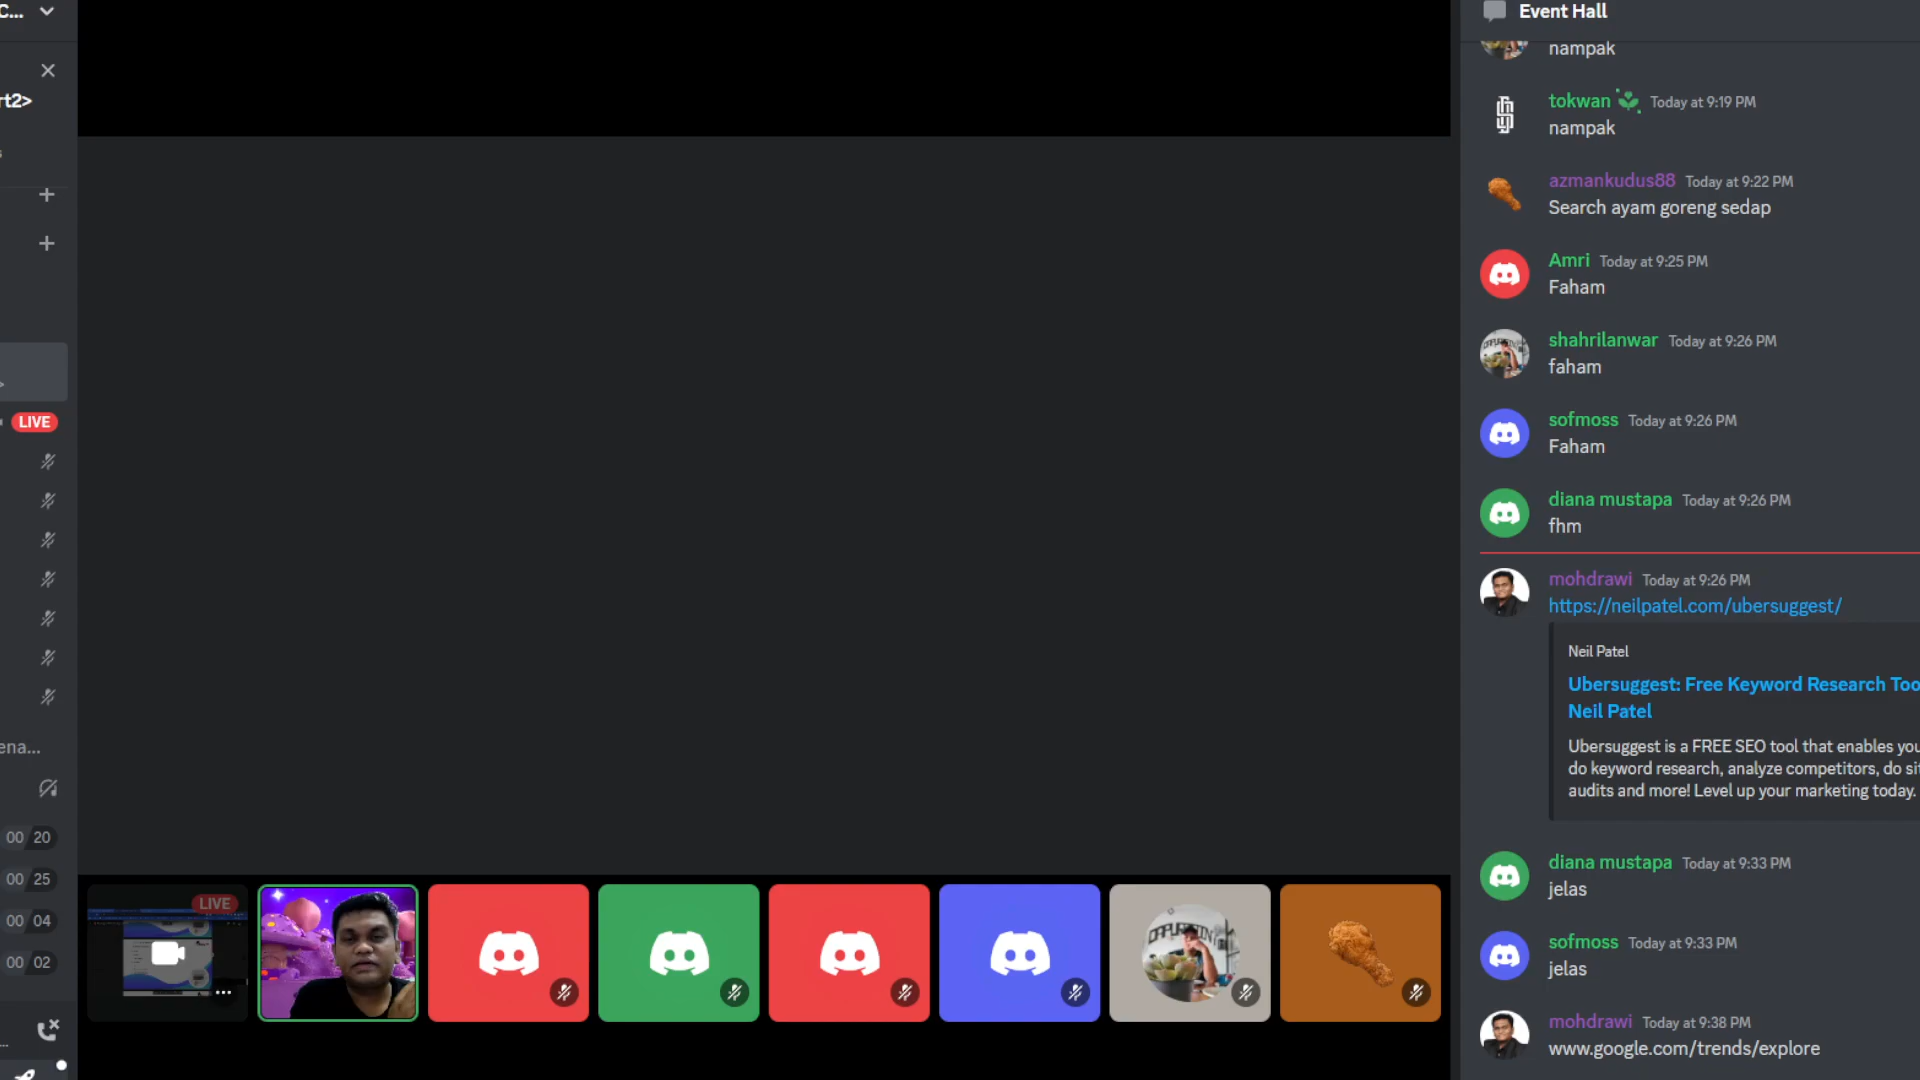 C...
rt2>
LIVE
ena...
00 20
00 25
00 04
00 02
LIVE
Event Hall
nampak
tokwan Today at 9:19 PM
nampak
azmankudus88 Today at 9:22 PM
Search ayam goreng sedap
Amri Today at 9:25 PM
Faham
shahrilanwar Today at 9:26 PM
faham
sofmoss Today at 9:26 PM
Faham
diana mustapa Today at 9:26 PM
fhm
mohdrawi Today at 9:26 PM
https://neilpatel.com/ubersuggest/
Neil Patel
Ubersuggest: Free Keyword Research Too
Neil Patel
Ubersuggest is a FREE SEO tool that enables you
do keyword research, analyze competitors, do sit
audits and more! Level up your marketing today.
diana mustapa Today at 9:33 PM
jelas
sofmoss Today at 9:33 PM
jelas
mohdrawi Today at 9:38 PM
www.google.com/trends/explore